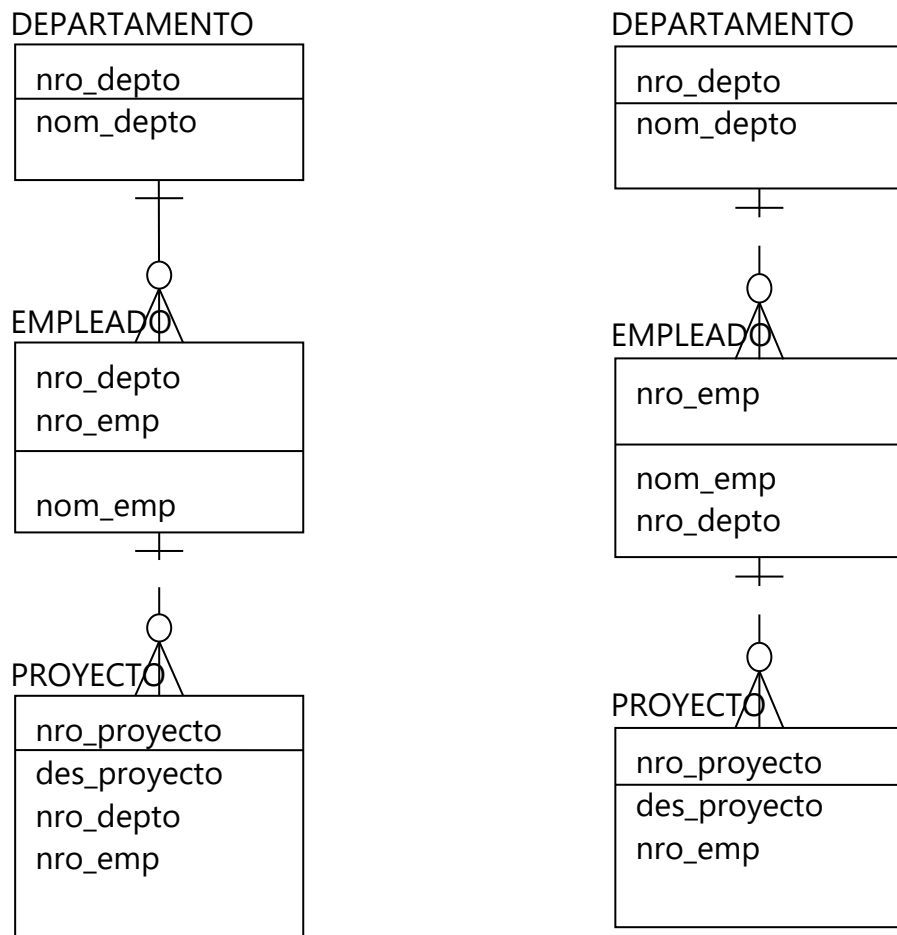 DEPARTAMENTO
nro_depto
nom_depto
EMPLEADO
nro_depto
nro_emp
nom_emp
PROYECTO
nro_proyecto
des_proyecto
nro_depto
nro_emp
DEPARTAMENTO
nro_depto
nom_depto
EMPLEADO
nro_emp
nom_emp
nro_depto
PROYECTO
nro_proyecto
des_proyecto
nro_emp